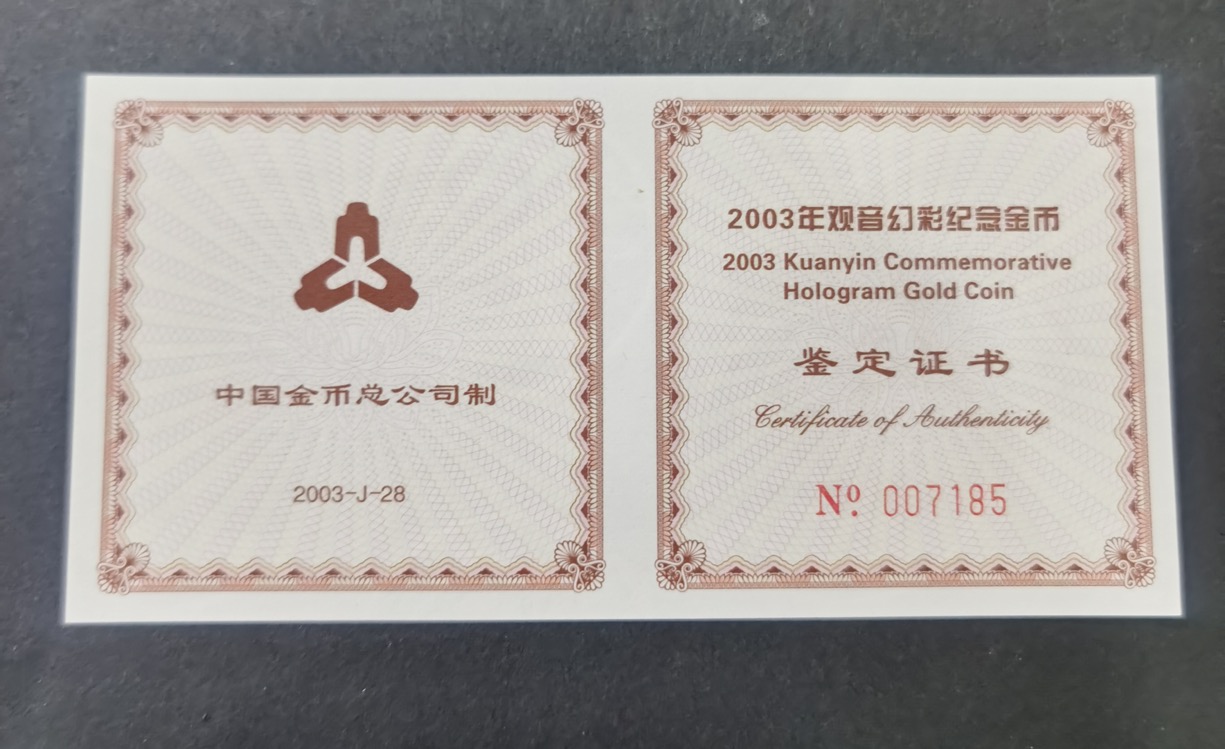 中国金币总公司制
2003-J-28
2003年观音幻彩纪念金币
2003 Kuanyin Commemorative
Hologram Gold Coin
鉴定证书
Certificate of Authenticity
Nº 007185